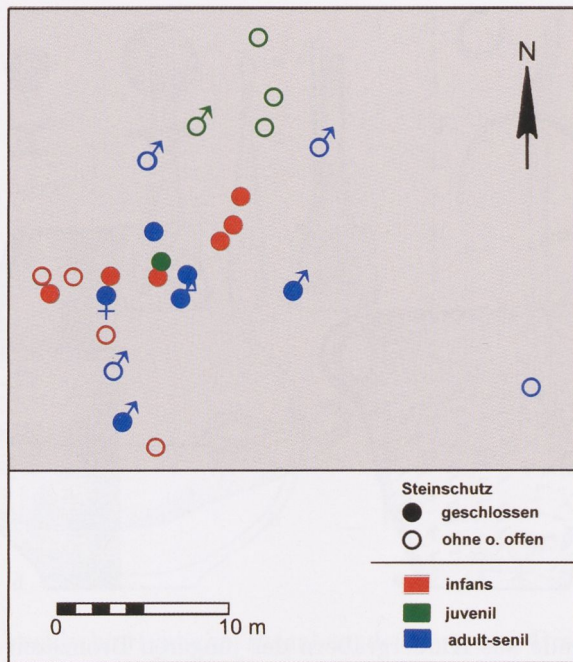 N
Steinschutz
geschlossen
ohne o. offen
infans
juvenil
adult-senil
0 10 m